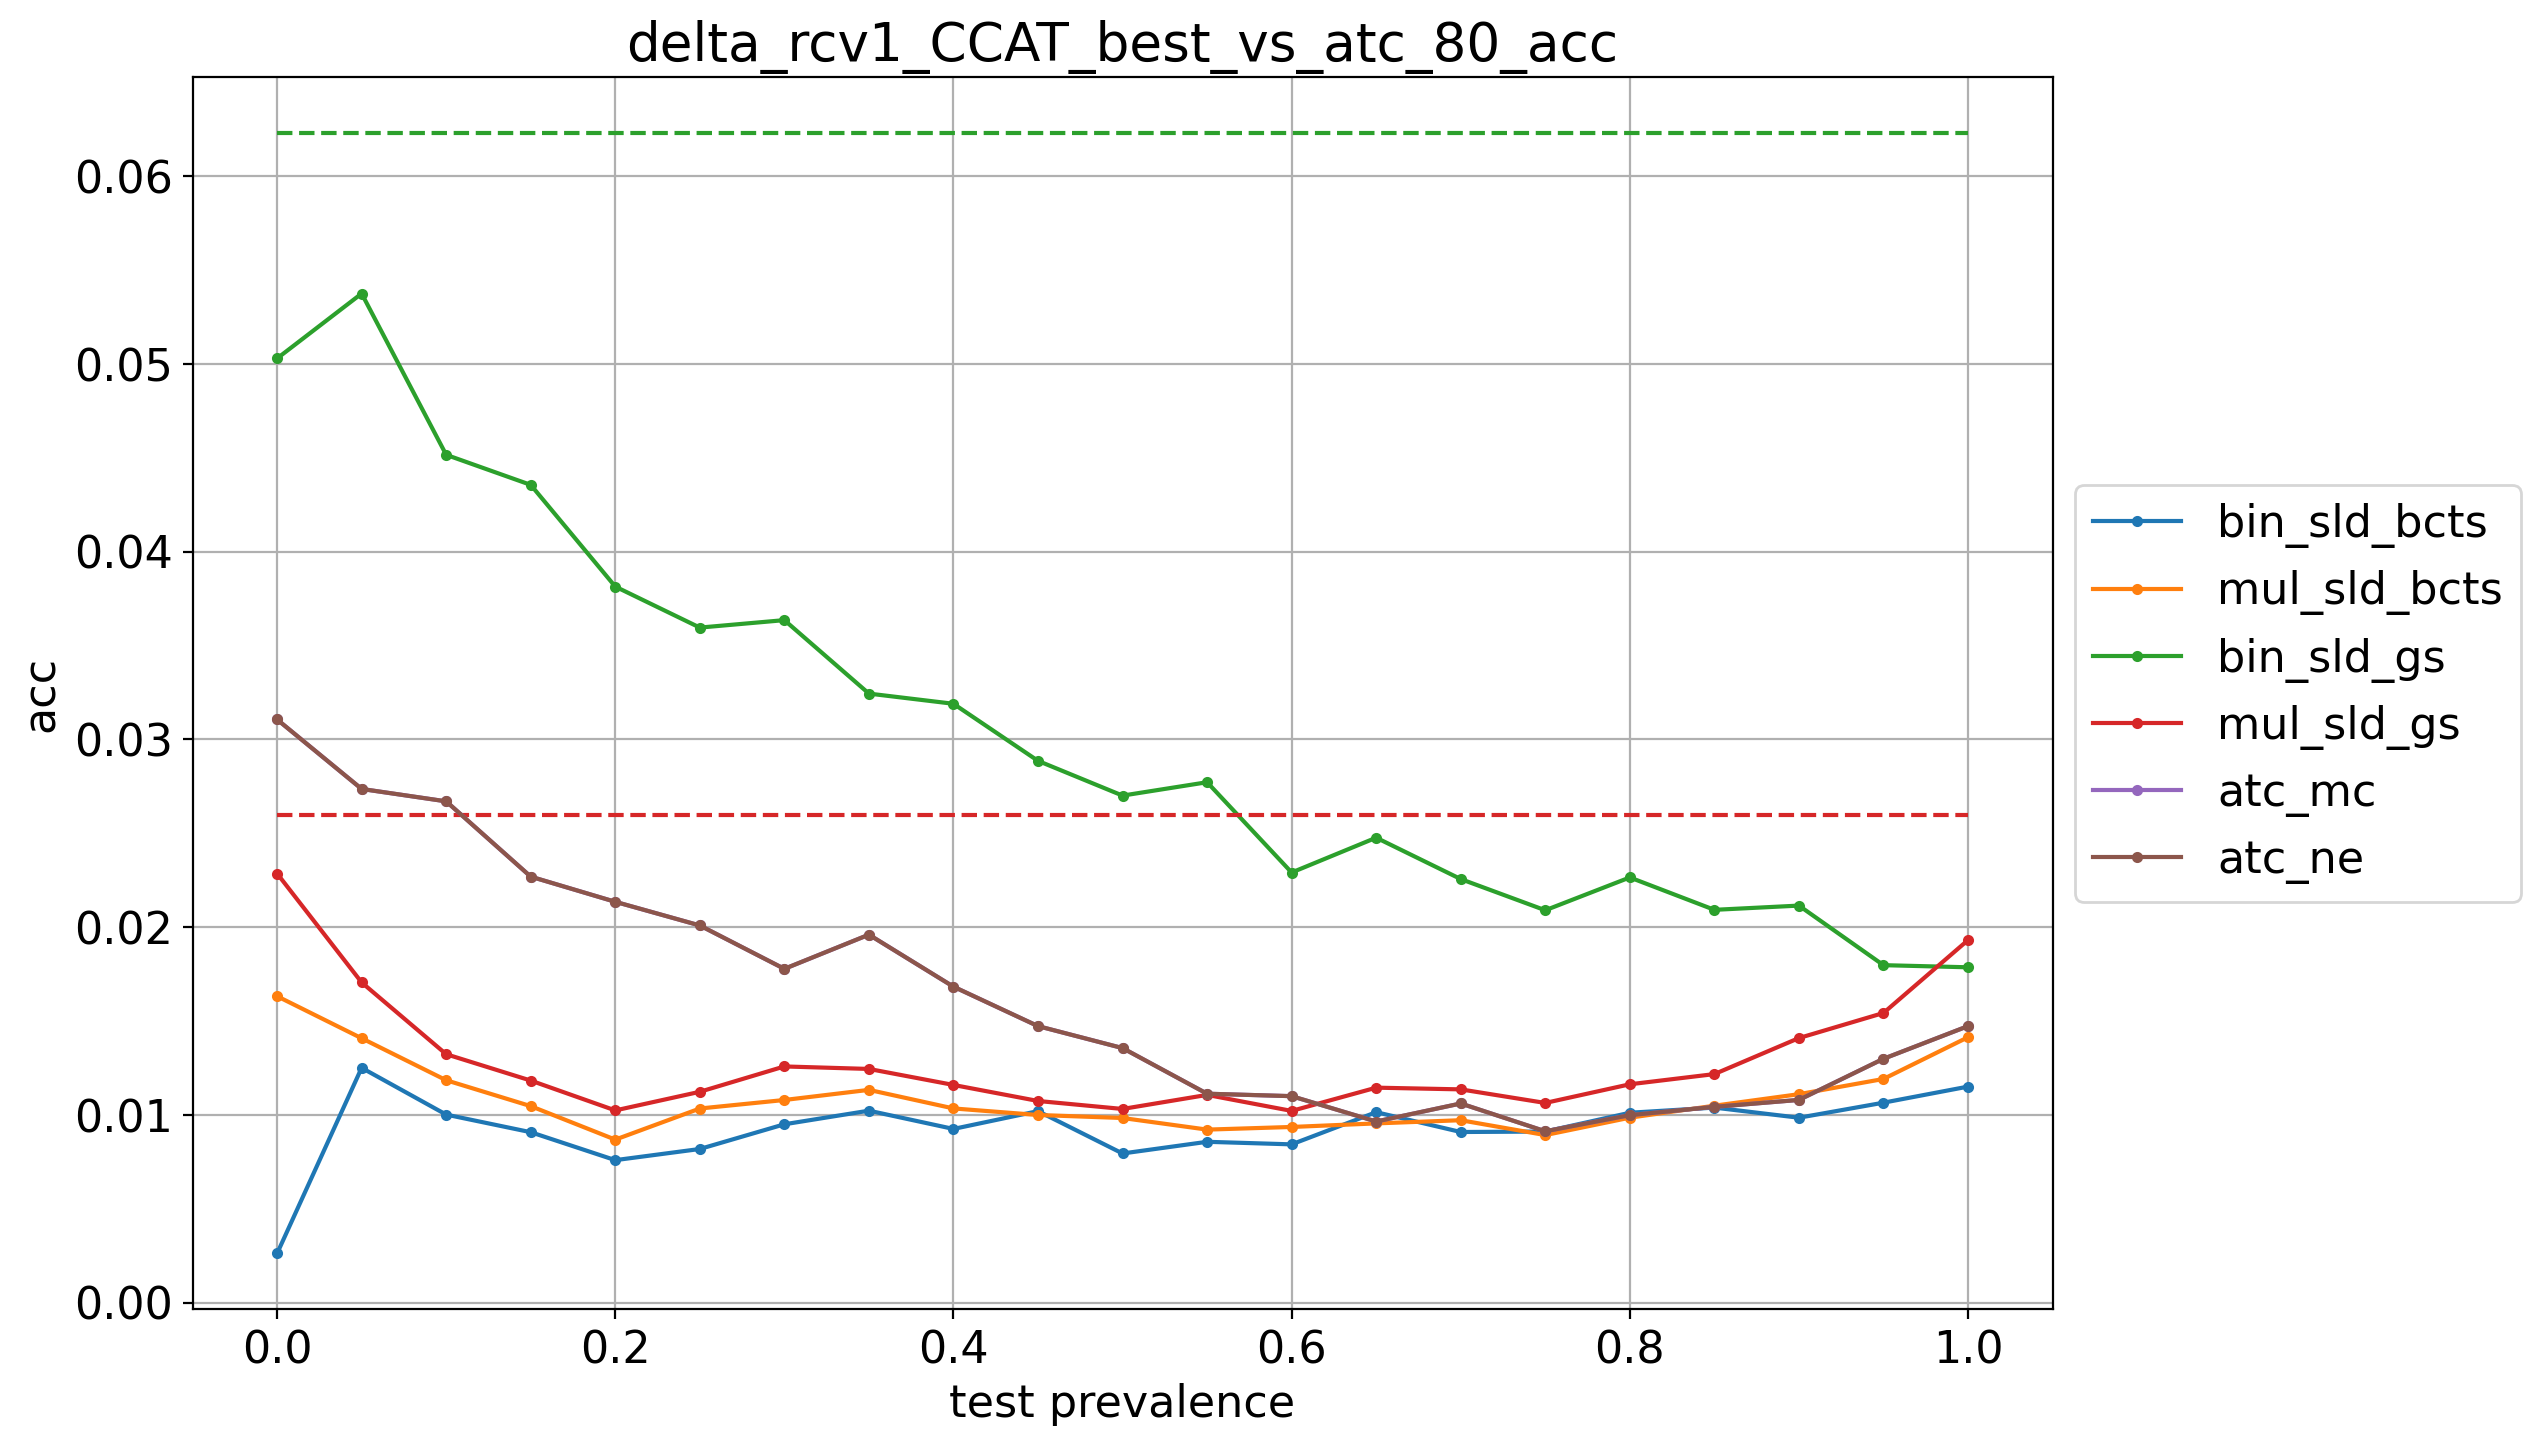 delta_rcv1_CCAT_best_vs_atc_80_acc
0.06
0.05
0.04
0.03
0.02
0.01
0.00
acc
0.0 0.2 0.4 0.6 0.8 1.0
test prevalence
bin_sld_bcts
mul_sld_bcts
bin_sld_gs
mul_sld_gs
atc_mc
atc_ne